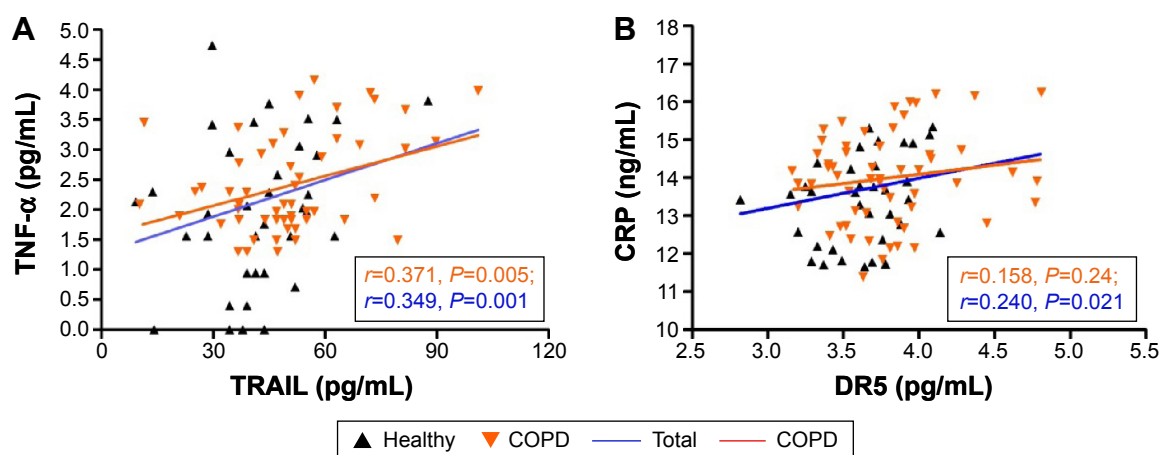 A
B
TNF-α (pg/mL)
5.0
4.5
4.0
3.5
3.0
2.5
2.0
1.5
1.0
0.5
0.0
0
30
60
90
120
TRAIL (pg/mL)
r=0.371, P=0.005;
r=0.349, P=0.001
CRP (ng/mL)
18
17
16
15
14
13
12
10
2.5
3.0
3.5
4.0
4.5
5.0
5.5
DR5 (pg/mL)
r=0.158, P=0.24;
r=0.240, P=0.021
Healthy COPD Total COPD